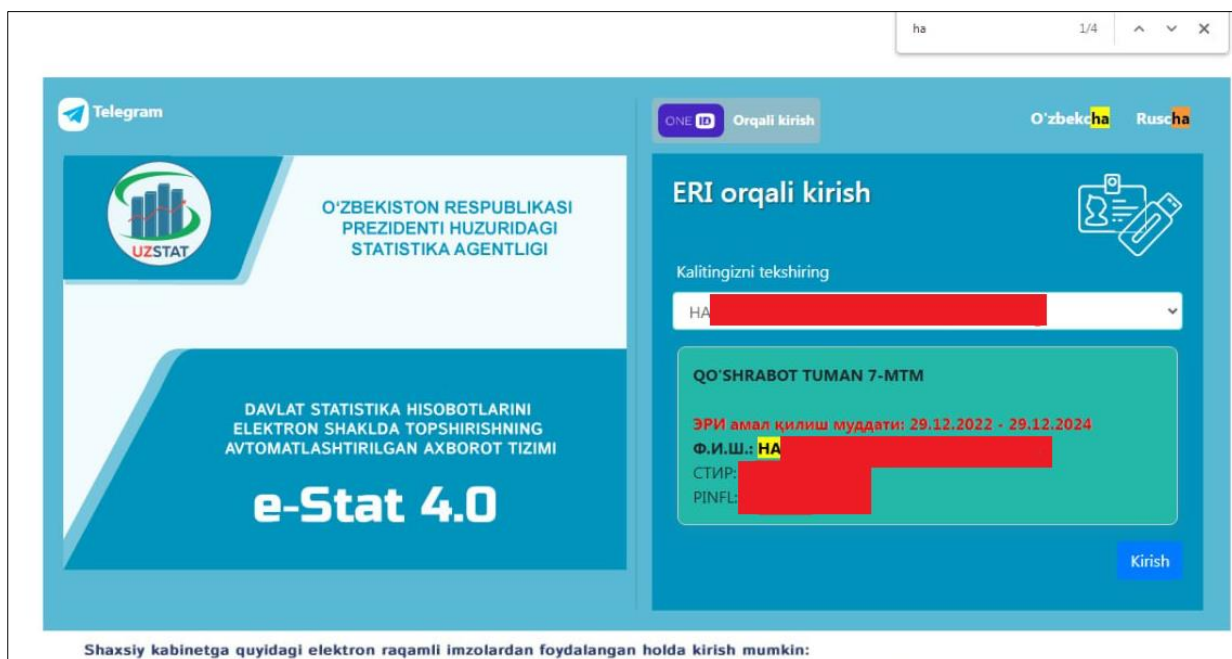 ha 1/4
Telegram
ONE ID Orqali kirish
O'zbekcha Ruscha
UZSTAT
O'ZBEKISTON RESPUBLIKASI
PREZIDENTI HUZURIDAGI
STATISTIKA AGENTLIGI
DAVLAT STATISTIKA HISOBOTLARINI
ELEKTRON SHAKLDA TOPSHIRISHNING
AVTOMATLASHTIRILGAN AXBOROT TIZIMI
e-Stat 4.0
ERI orqali kirish
Kalitingizni tekshiring
HA
QO'SHRABOT TUMAN 7-MTM
ЭРИ амал қилиш муддати: 29.12.2022 - 29.12.2024
Ф.И.Ш.: HA
СТИР:
PINFL:
Kirish
Shaxsiy kabinetga quyidagi elektron raqamli imzolardan foydalangan holda kirish mumkin: